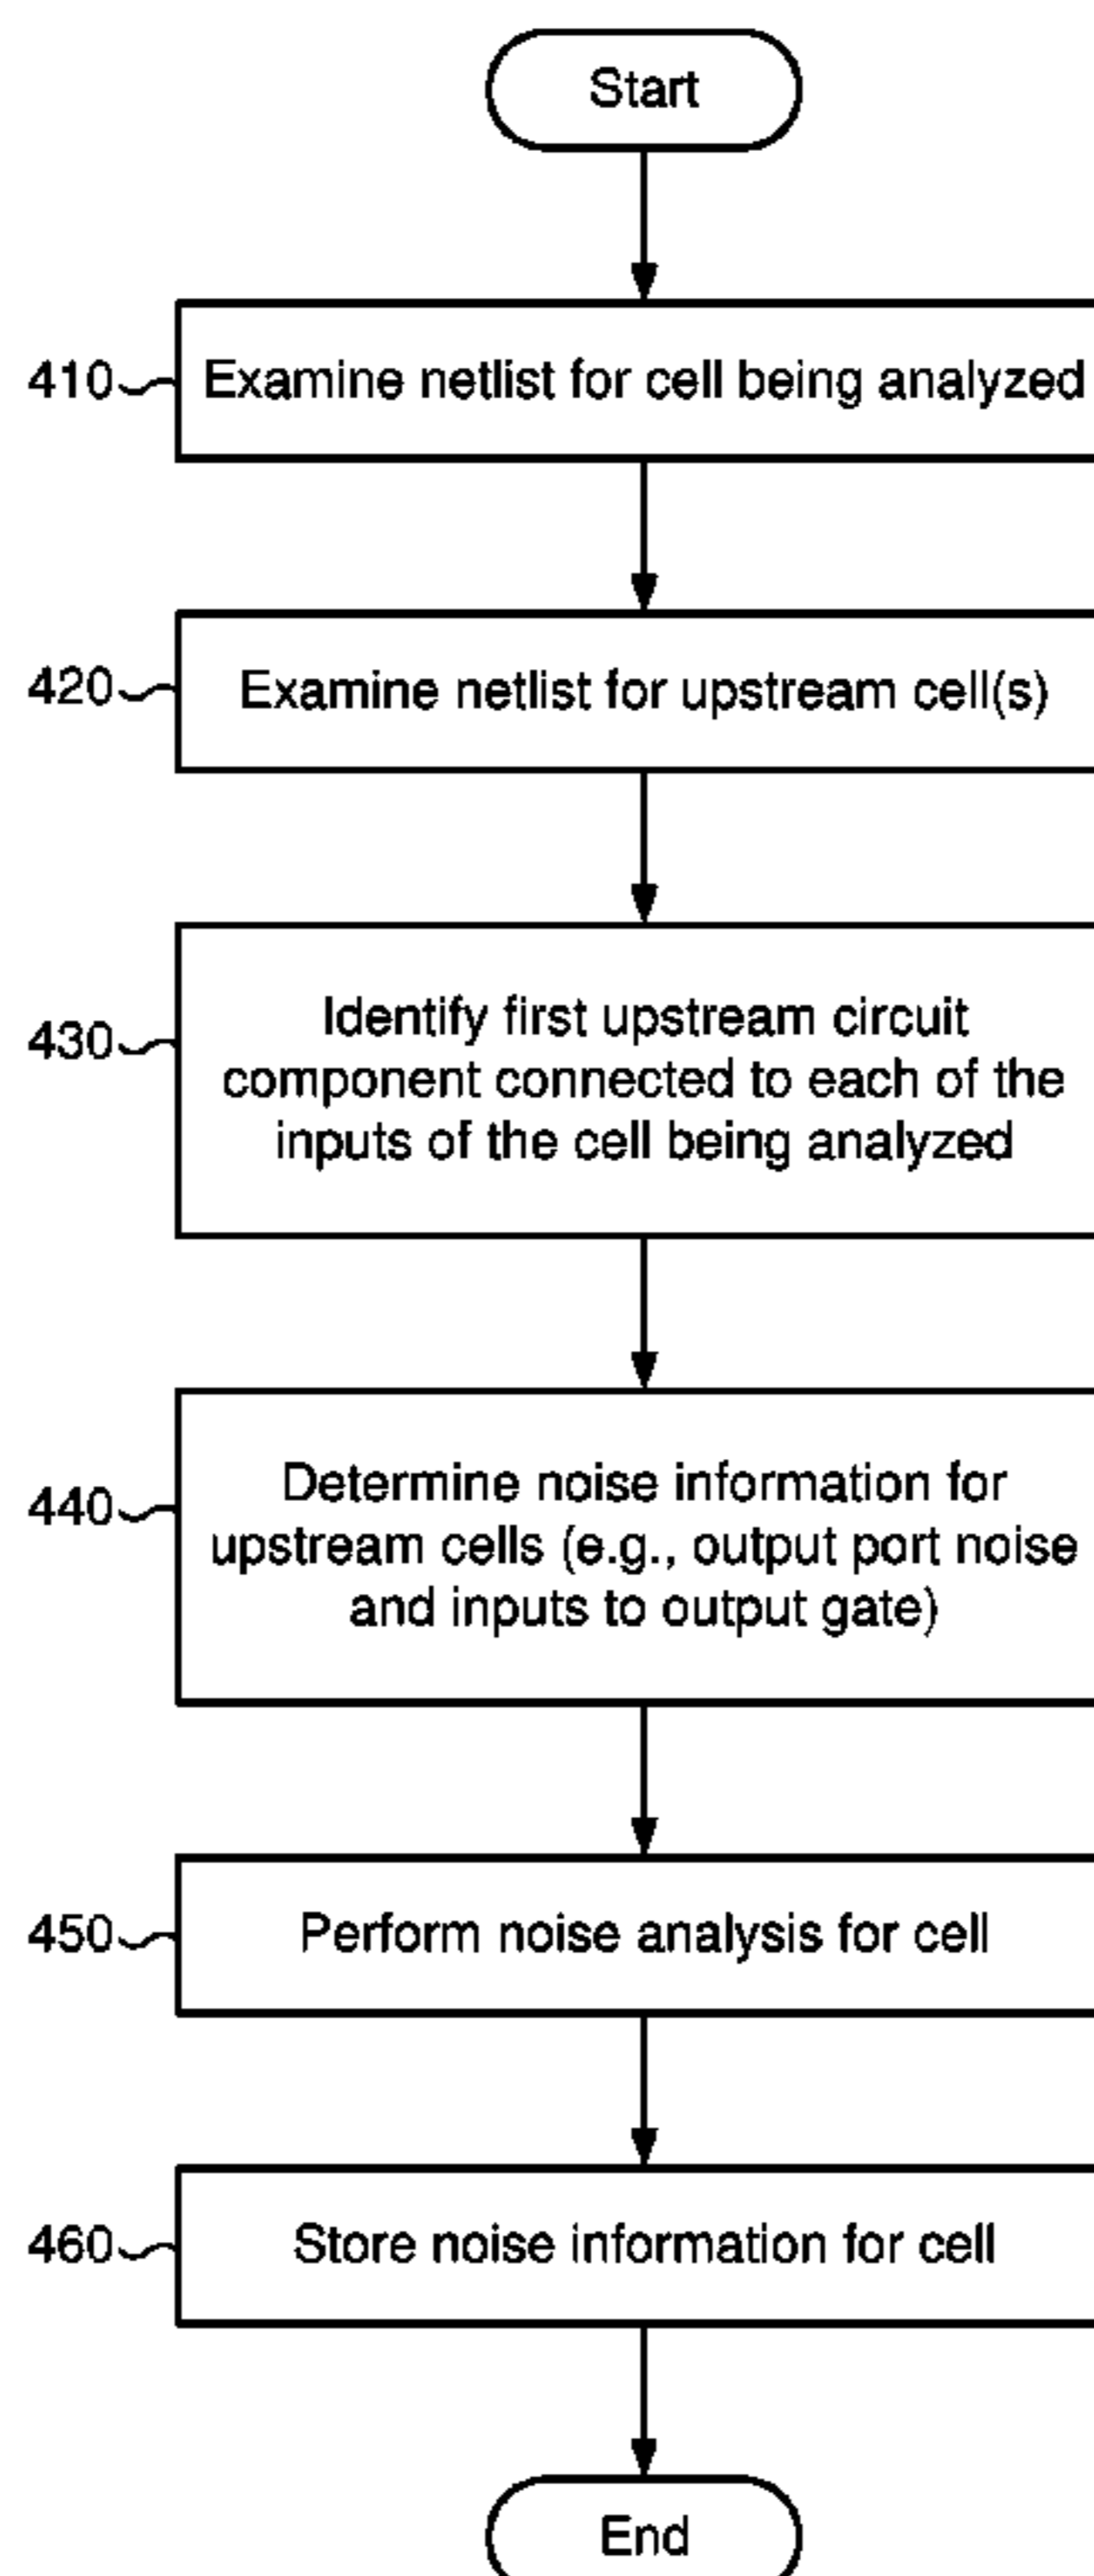 Start
410
Examine netlist for cell being analyzed
420
Examine netlist for upstream cell(s)
430
Identify first upstream circuit
component connected to each of the
inputs of the cell being analyzed
440
Determine noise information for
upstream cells (e.g., output port noise
and inputs to output gate)
450
Perform noise analysis for cell
460
Store noise information for cell
End